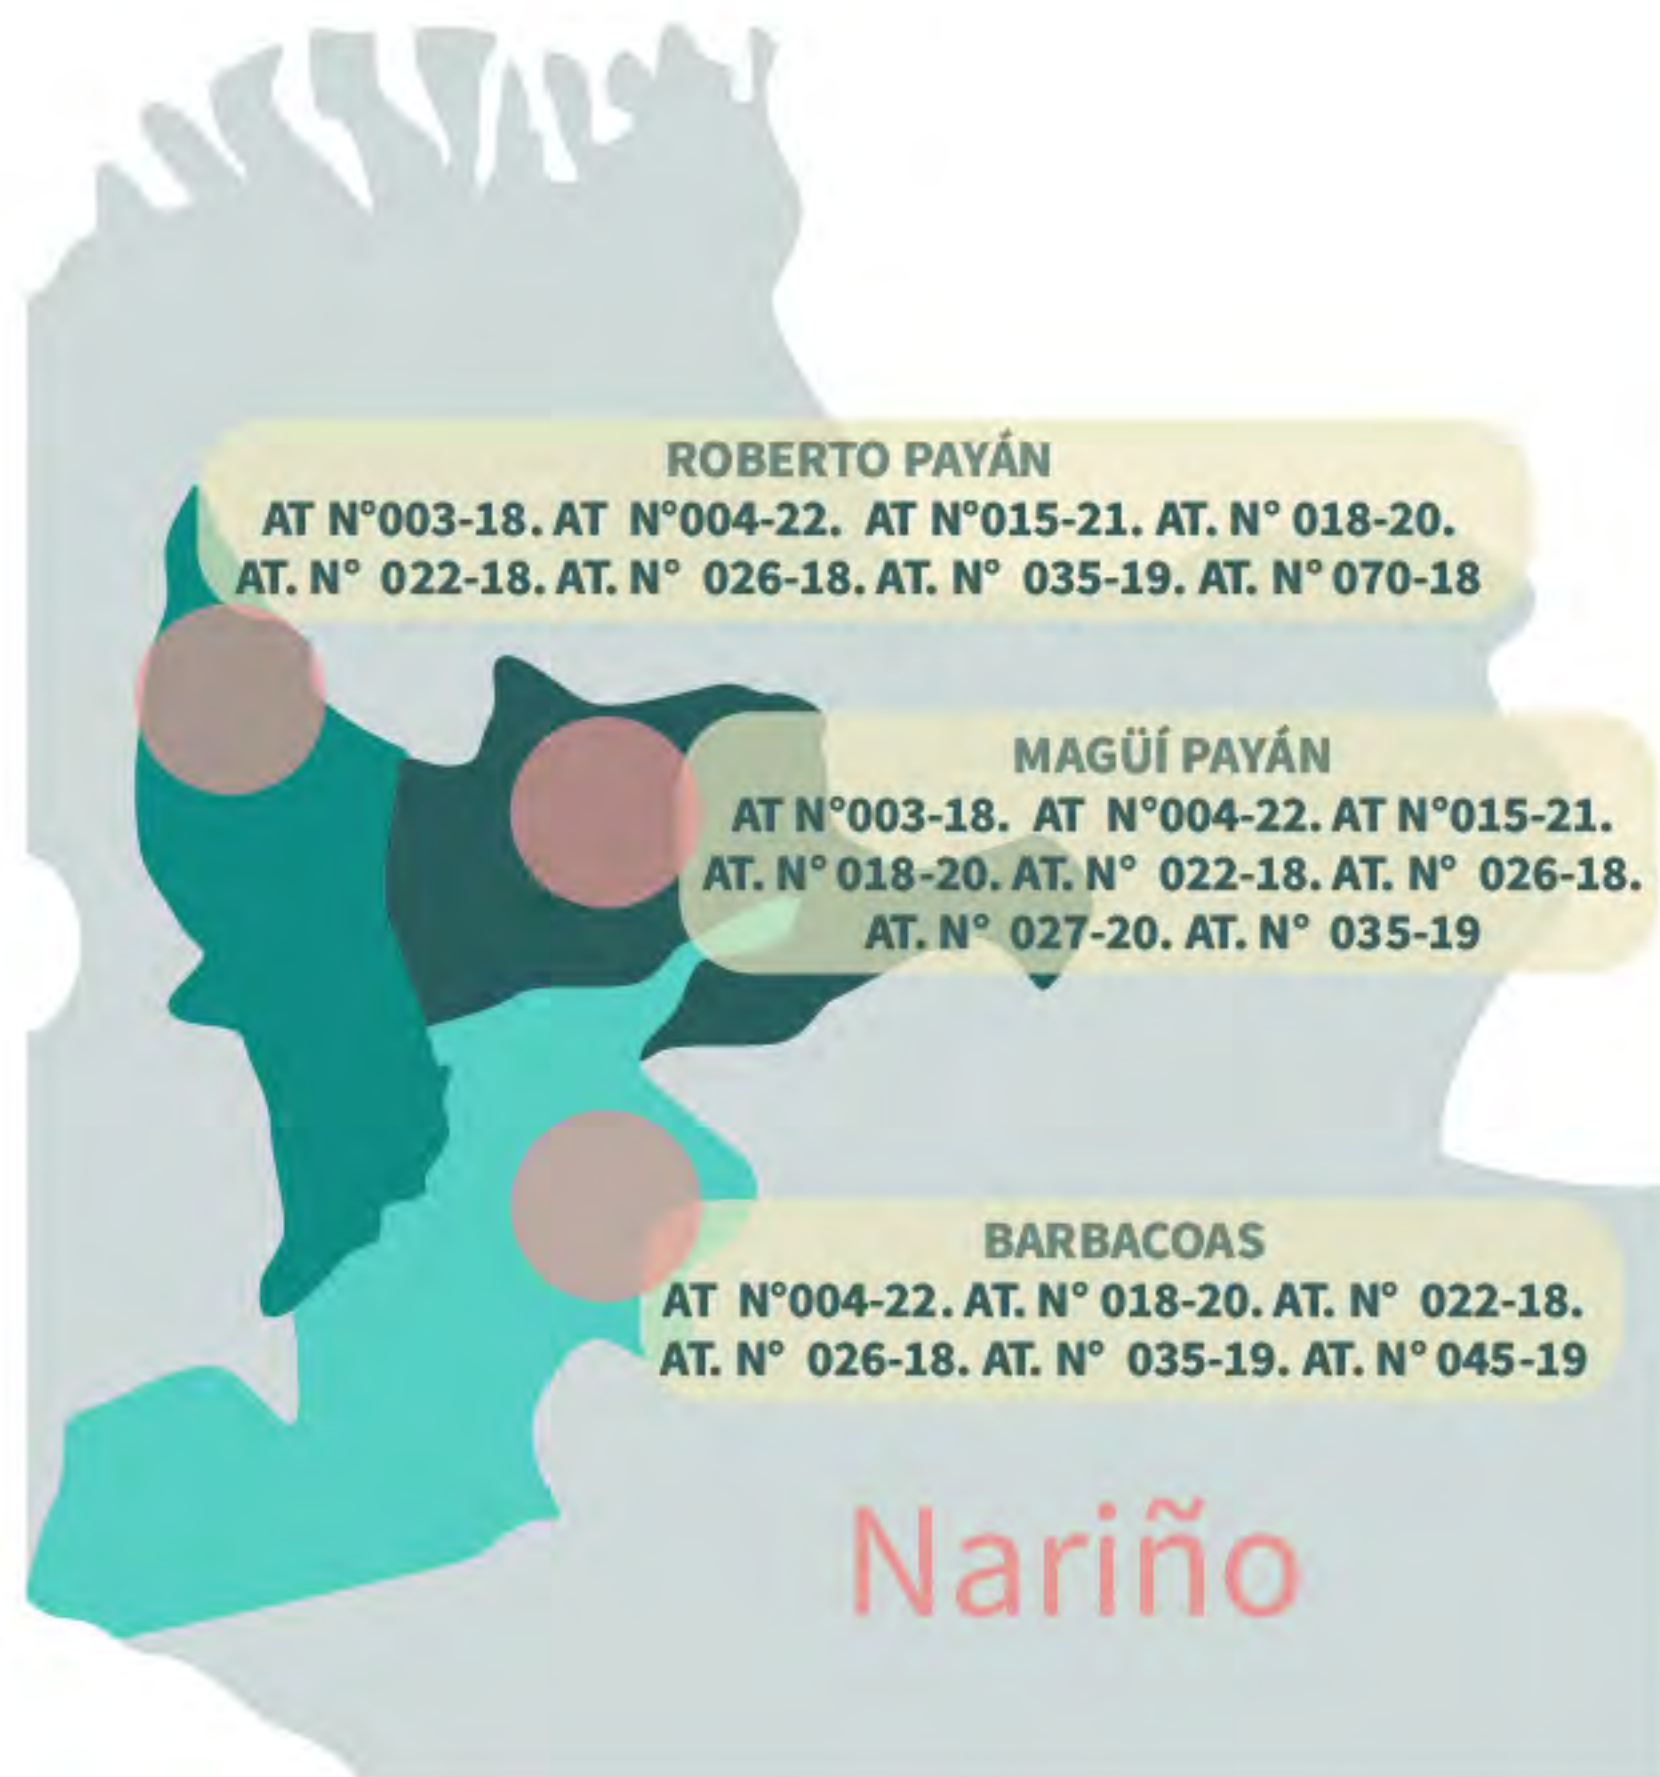 ROBERTO PAYÁN
AT N°003-18. AT N°004-22. AT N°015-21. AT. N° 018-20.
AT. N° 022-18. AT. N° 026-18. AT. N° 035-19. AT. N° 070-18
MAGÜÍ PAYÁN
AT N°003-18. AT N°004-22. AT N°015-21.
AT. N° 018-20. AT. N° 022-18. AT. N° 026-18.
AT. N° 027-20. AT. N° 035-19
BARBACOAS
AT N°004-22. AT. N° 018-20. AT. N° 022-18.
AT. N° 026-18. AT. N° 035-19. AT. N° 045-19
Nariño